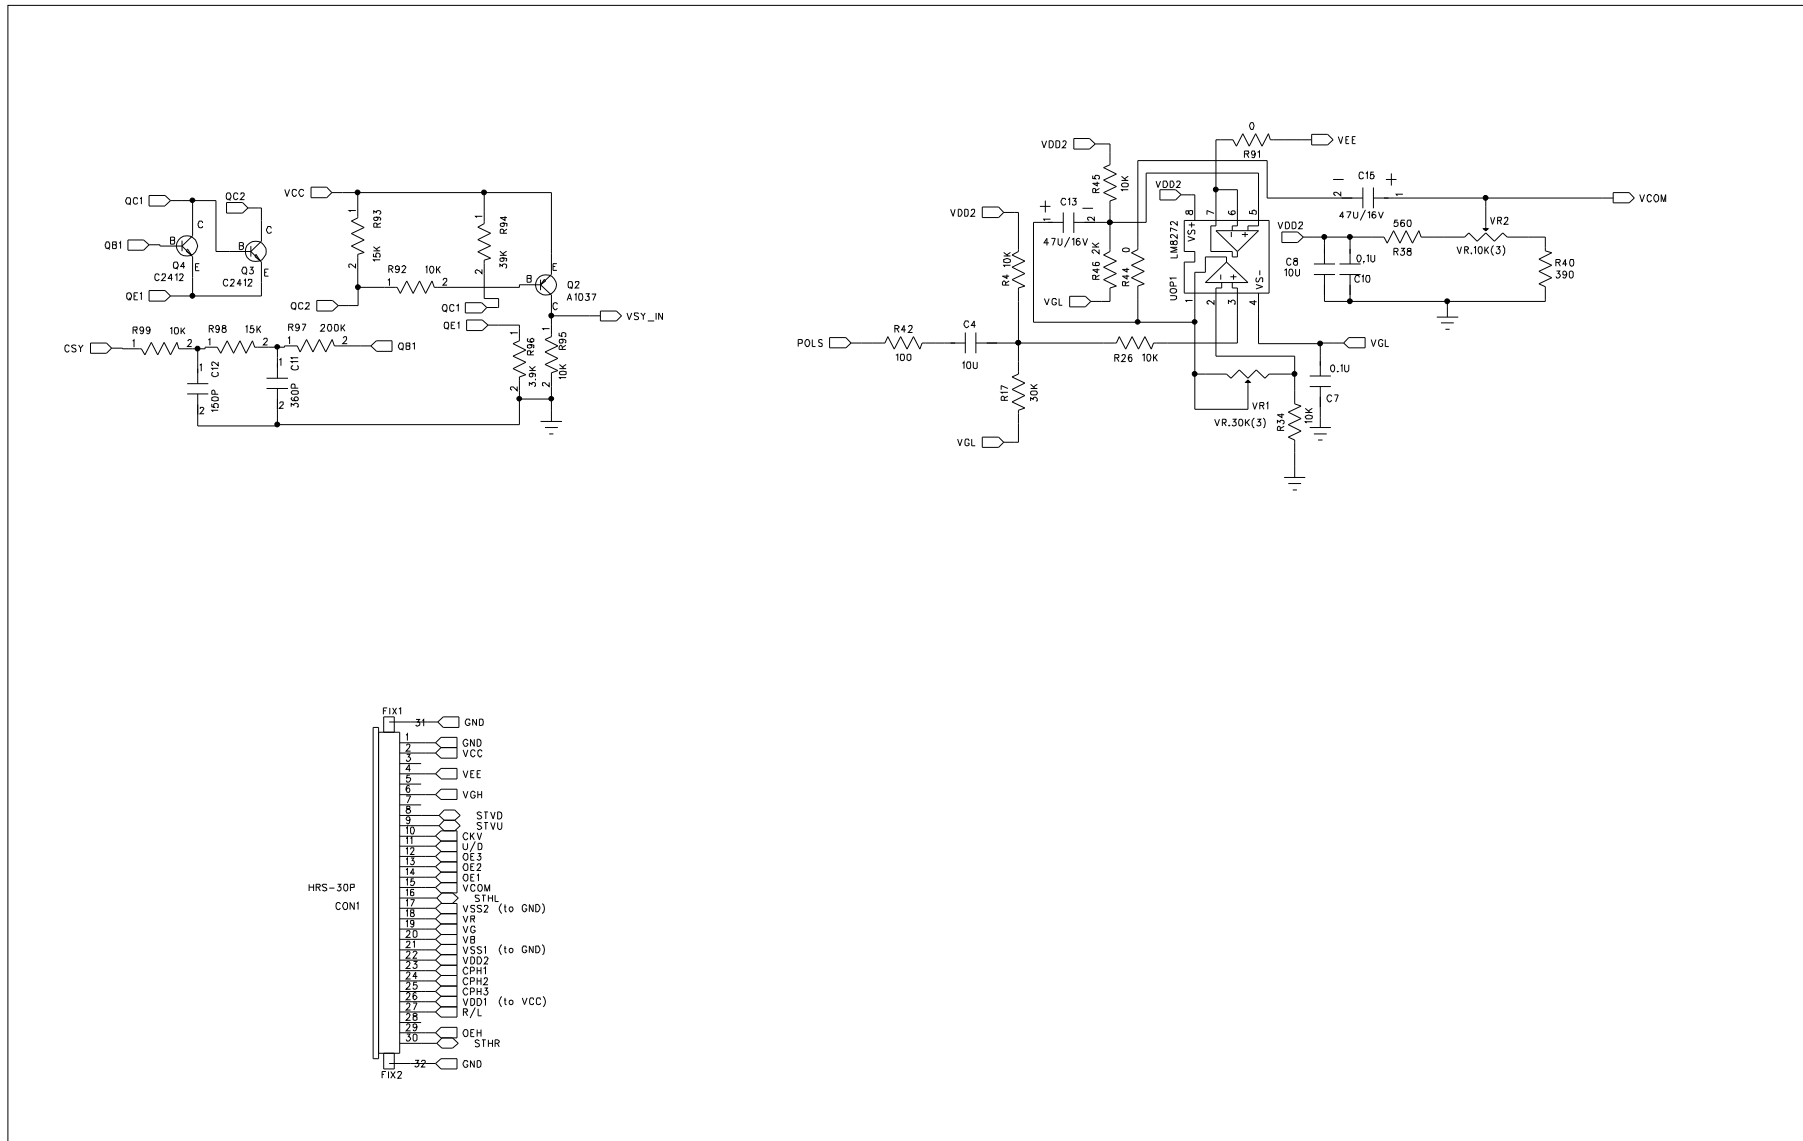 QC1
QC2
QB1
QE1
C
B
E
Q4
C2412
C
B
E
Q3
C2412
VCC
1
R93
15K
2
1
R94
39K
2
R92
10K
1
2
QC2
QC1
QE1
B
E
C
Q2
A1037
VSY_IN
1
R96
3.9K
2
1
R95
10K
2
CSY
R99
10K
1
2
R98
15K
1
2
R97
200K
1
2
QB1
1
C12
150P
2
1
C11
360P
2
POLS
R42
100
C4
10U
VDD2
R4 10K
R17
30K
VGL
R26
10K
VDD2
R45
10K
+
C13
-
1
2
47U/16V
R46 2K
R44 0
VGL
VDD2
0
R91
VEE
8
7
6
5
VS+
LM8272
UOP1
VS-
- +
- +
1
2
3
4
VGL
0.1U
C7
VR1
VR.30K(3)
R34
10K
-
C15
+
2
1
47U/16V
VCOM
VDD2
C8
10U
0.1U
C10
560
R38
VR2
VR.10K(3)
R40
390
FIX1
31 GND
1 GND
2 VCC
3
4 VEE
5
6 VGH
7
8 STVD
9 STVU
10 CKV
11 U/D
12 OE3
13 OE2
14 OE1
15 VCOM
16 STHL
17 VSS2 (to GND)
18 VR
19 VG
20 VB
21 VSS1 (to GND)
22 VDD2
23 CPH1
24 CPH2
25 CPH3
26 VDD1 (to VCC)
27 R/L
28
29 OEH
30 STHR
32 GND
FIX2
HRS-30P
CON1